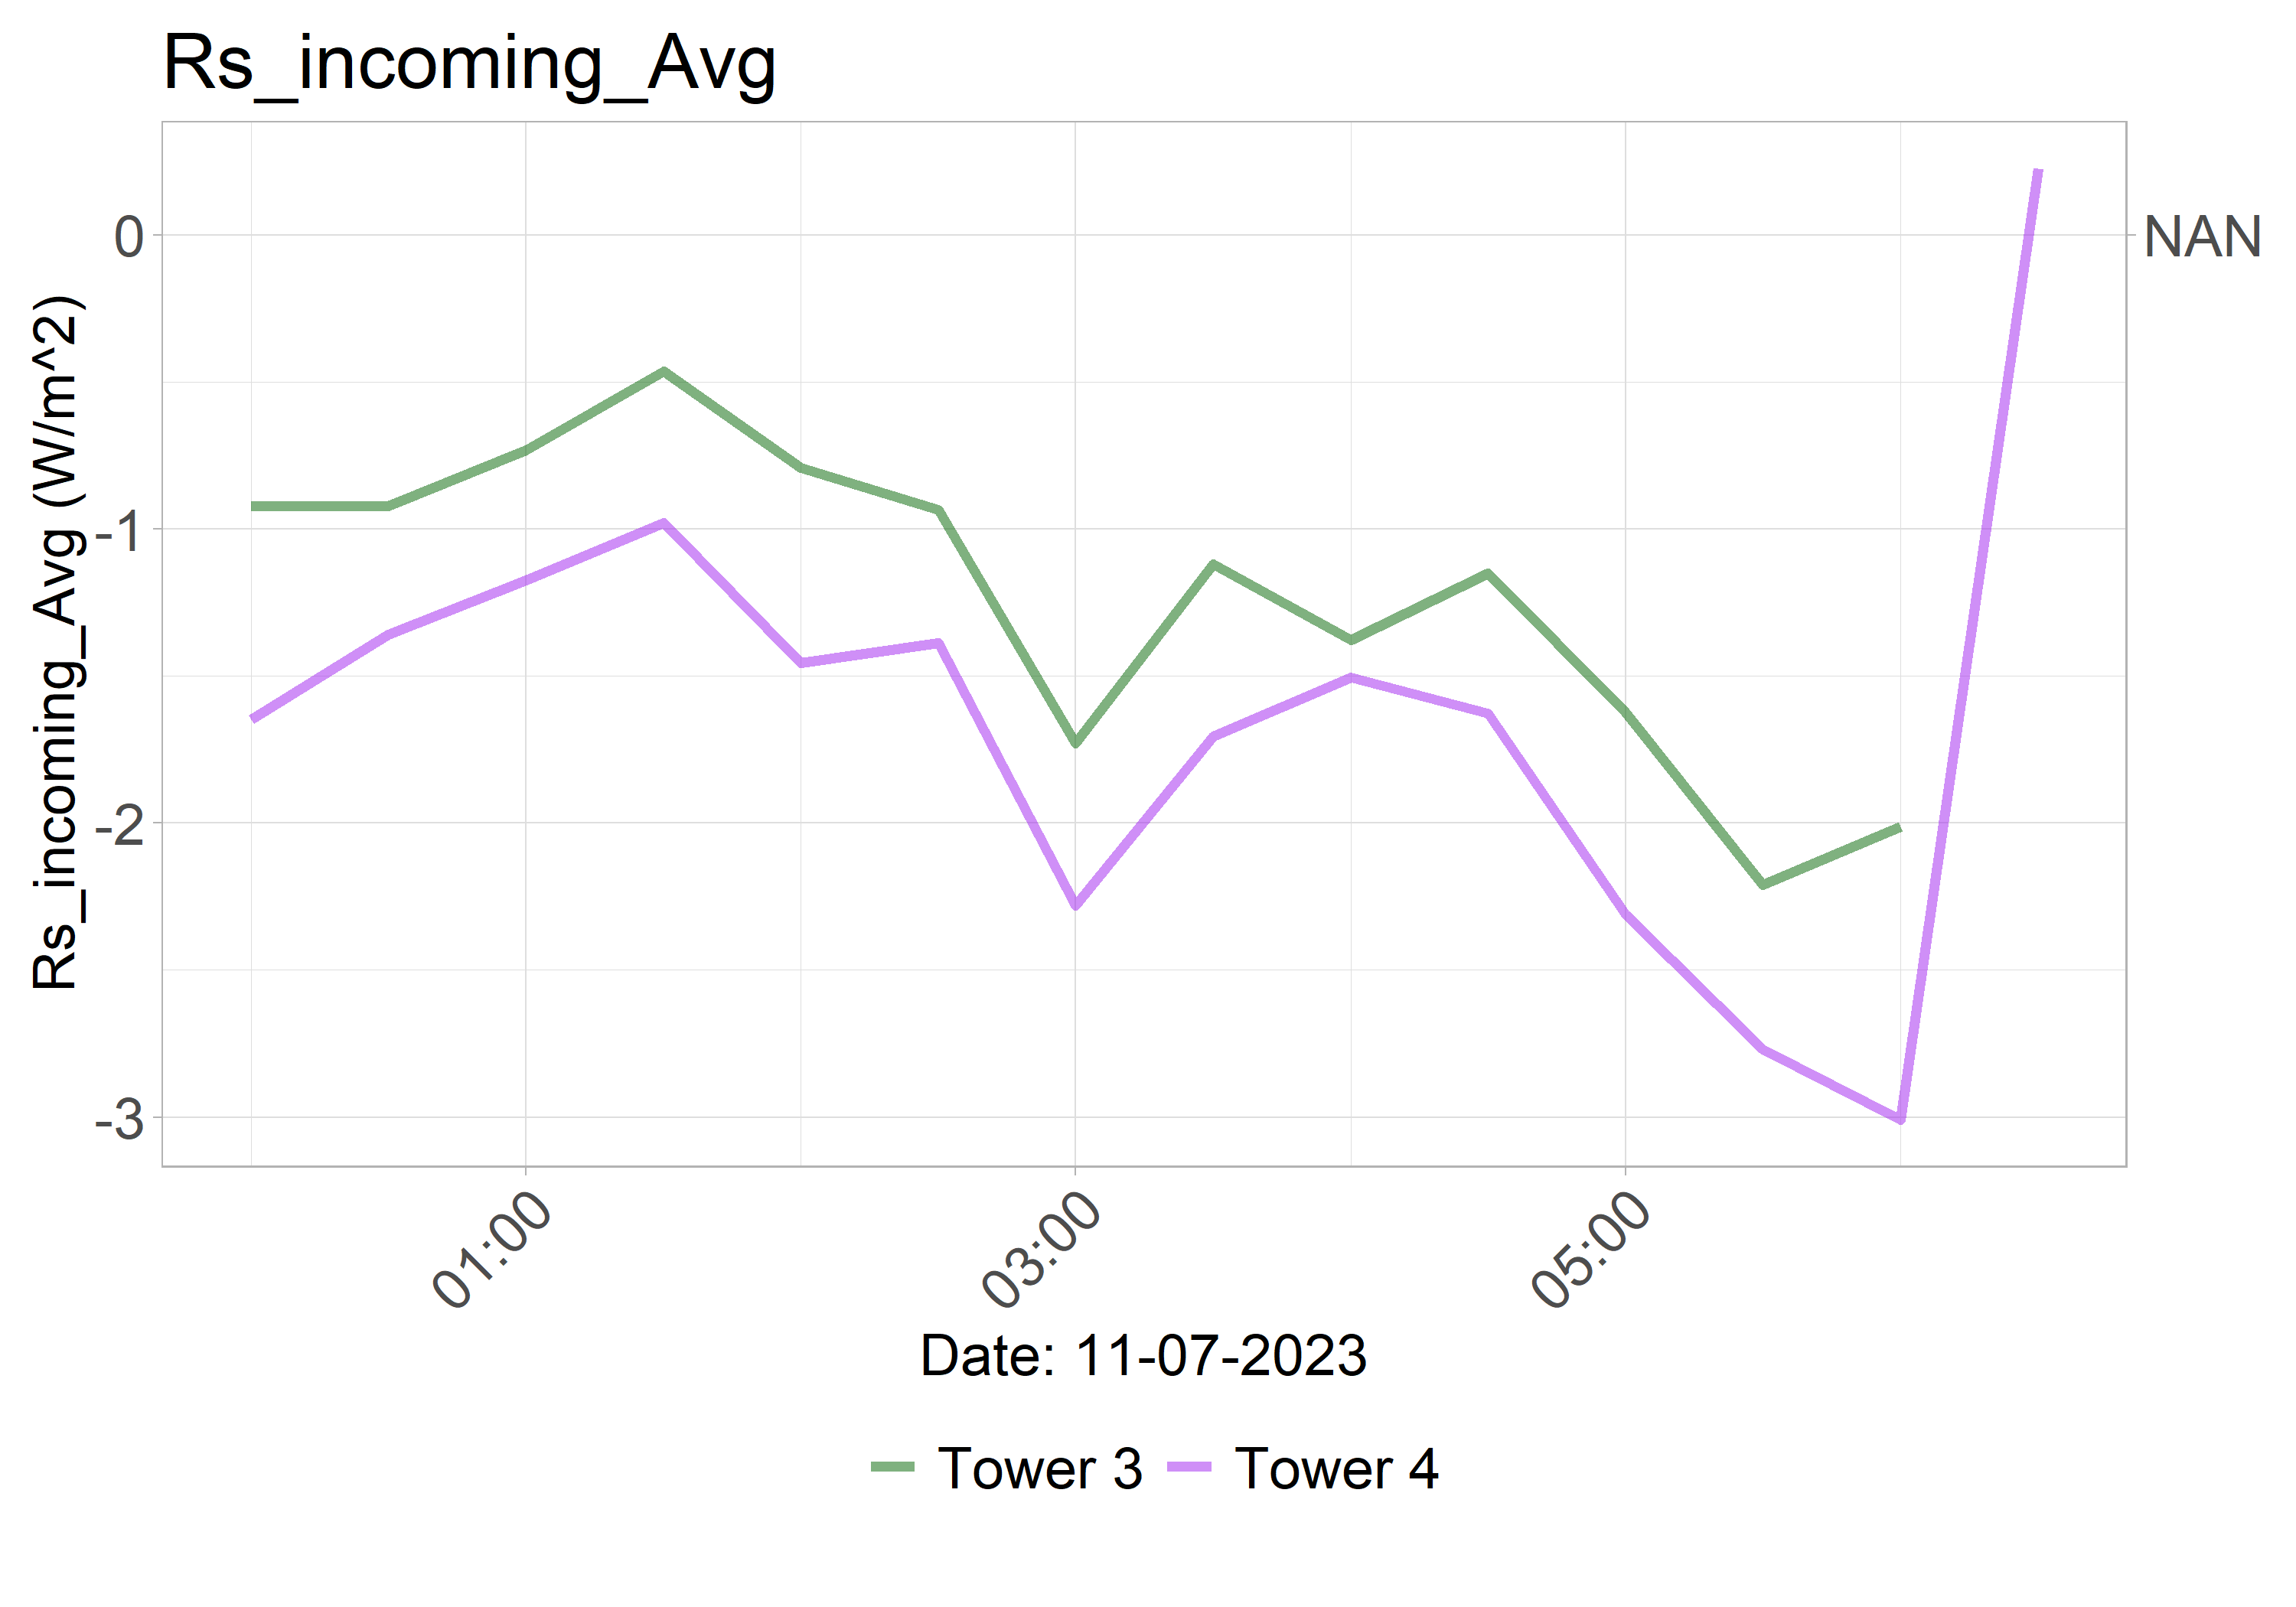 Rs_incoming_Avg
Rs_incoming_Avg (W/m^2)
0
-1
-2
-3
NAN
01:00
03:00
05:00
Date: 11-07-2023
Tower 3
Tower 4